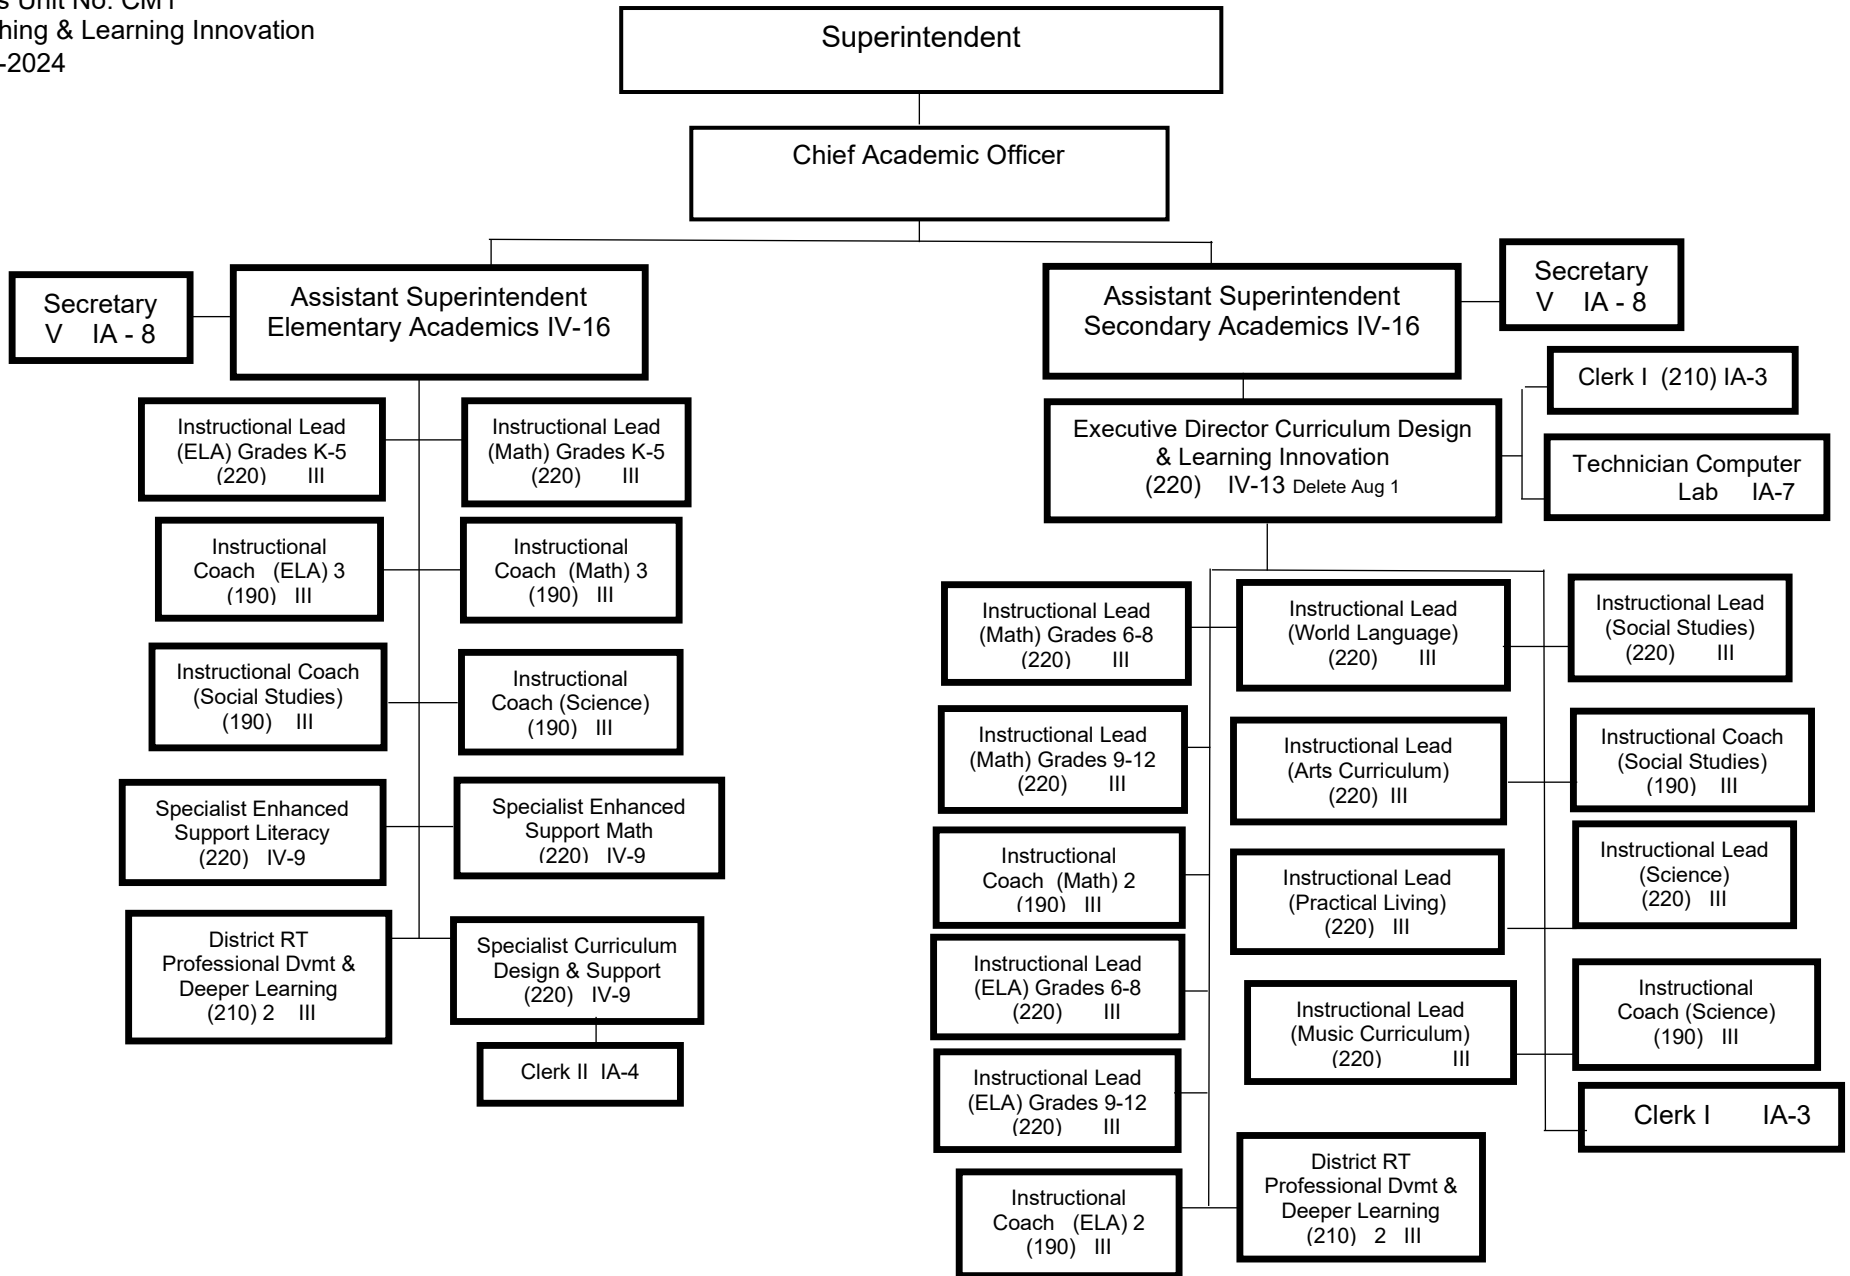 Unit No. CMT
& Learning Innovation
-2024
Superintendent
Chief Academic Officer
Secretary
V IA - 8
Assistant Superintendent
Elementary Academics IV-16
Assistant Superintendent
Secondary Academics IV-16
Secretary
V IA - 8
Clerk I (210) IA-3
Technician Computer
Lab IA-7
Executive Director Curriculum Design
& Learning Innovation
(220) IV-13 Delete Aug 1
Instructional Lead
(ELA) Grades K-5
(220) III
Instructional Lead
(Math) Grades K-5
(220) III
Instructional
Coach (ELA) 3
(190) III
Instructional
Coach (Math) 3
(190) III
Instructional Coach
(Social Studies)
(190) III
Instructional
Coach (Science)
(190) III
Specialist Enhanced
Support Literacy
(220) IV-9
Specialist Enhanced
Support Math
(220) IV-9
District RT
Professional Dvmt &
Deeper Learning
(210) 2 III
Specialist Curriculum
Design & Support
(220) IV-9
Clerk II IA-4
Instructional Lead
(Math) Grades 6-8
(220) III
Instructional Lead
(Math) Grades 9-12
(220) III
Instructional
Coach (Math) 2
(190) III
Instructional Lead
(ELA) Grades 6-8
(220) III
Instructional Lead
(ELA) Grades 9-12
(220) III
Instructional
Coach (ELA) 2
(190) III
Instructional Lead
(World Language)
(220) III
Instructional Lead
(Arts Curriculum)
(220) III
Instructional Lead
(Practical Living)
(220) III
Instructional Lead
(Music Curriculum)
(220) III
District RT
Professional Dvmt &
Deeper Learning
(210) 2 III
Instructional Lead
(Social Studies)
(220) III
Instructional Coach
(Social Studies)
(190) III
Instructional Lead
(Science)
(220) III
Instructional
Coach (Science)
(190) III
Clerk I IA-3